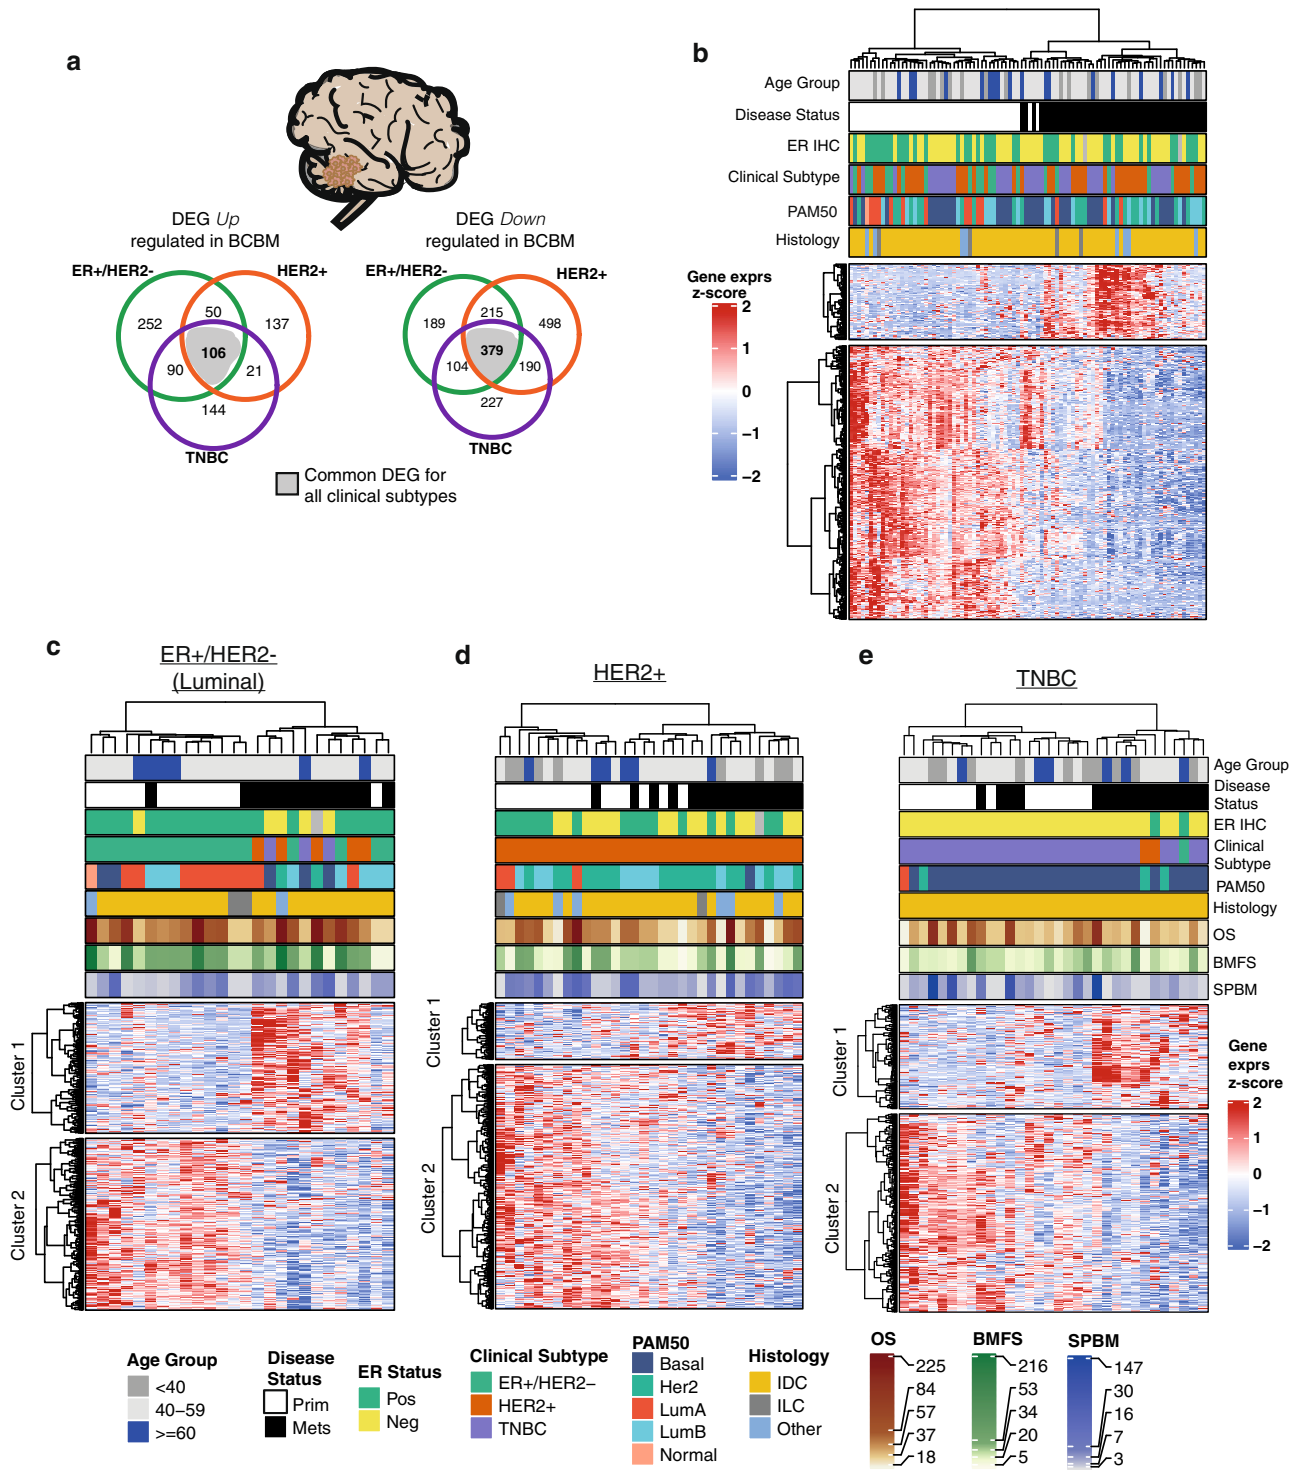 a
DEG Up
regulated in BCBM
DEG Down
regulated in BCBM
ER+/HER2-
HER2+
ER+/HER2-
HER2+
252
50
137
106
90
21
144
TNBC
189
215
498
379
104
190
227
TNBC
Common DEG for
all clinical subtypes
b
Age Group
Disease Status
ER IHC
Clinical Subtype
PAM50
Histology
Gene exprs
z-score
2
1
0
−1
−2
c
ER+/HER2-
(Luminal)
d
HER2+
e
TNBC
Age Group
Disease
Status
ER IHC
Clinical
Subtype
PAM50
Histology
OS
BMFS
SPBM
Cluster 1
Cluster 2
Cluster 1
Cluster 2
Cluster 1
Cluster 2
Gene
exprs
z-score
2
1
0
−1
−2
Age Group
<40
40−59
>=60
Disease
Status
Prim
Mets
ER Status
Pos
Neg
Clinical Subtype
ER+/HER2−
HER2+
TNBC
PAM50
Basal
Her2
LumA
LumB
Normal
Histology
IDC
ILC
Other
OS
225
84
57
37
18
BMFS
216
53
34
20
5
SPBM
147
30
16
7
3